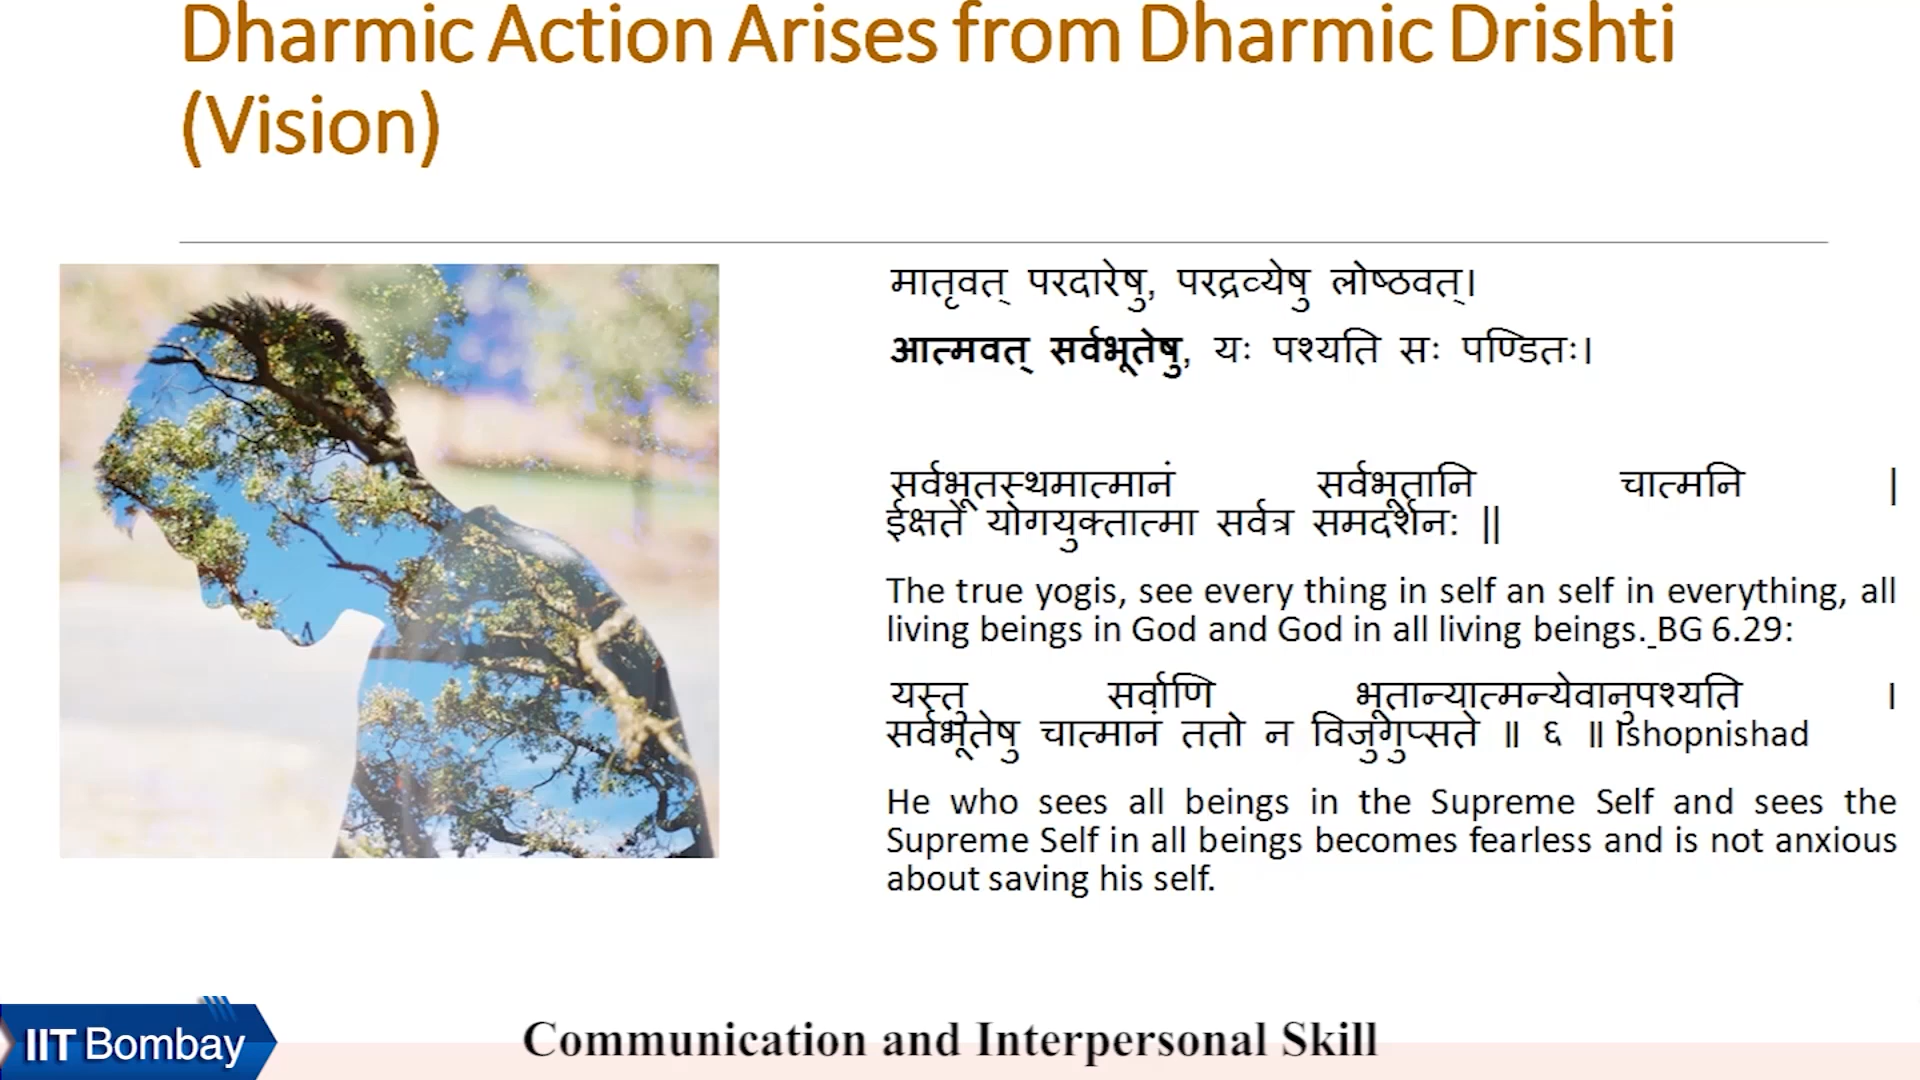 Dharmic Action Arises from Dharmic Drishti
(Vision)
मातृवत् परदारेषु, परद्रव्येषु लोष्ठवत्।
आत्मवत् सर्वभूतेषु, यः पश्यति सः पण्डितः।
सर्वभूतस्थमात्मानं सर्वभूतानि चात्मनि |
ईक्षते योगयुक्तात्मा सर्वत्र समदर्शन: ||
The true yogis, see every thing in self an self in everything, all
living beings in God and God in all living beings. BG 6.29:
यस्तु सर्वाणि भूतान्यात्मन्येवानुपश्यति ।
सर्वभूतेषु चात्मानं ततो न विजुगुप्सते ॥ ६ ॥ Ishopnishad
He who sees all beings in the Supreme Self and sees the
Supreme Self in all beings becomes fearless and is not anxious
about saving his self.
IIT Bombay
Communication and Interpersonal Skill